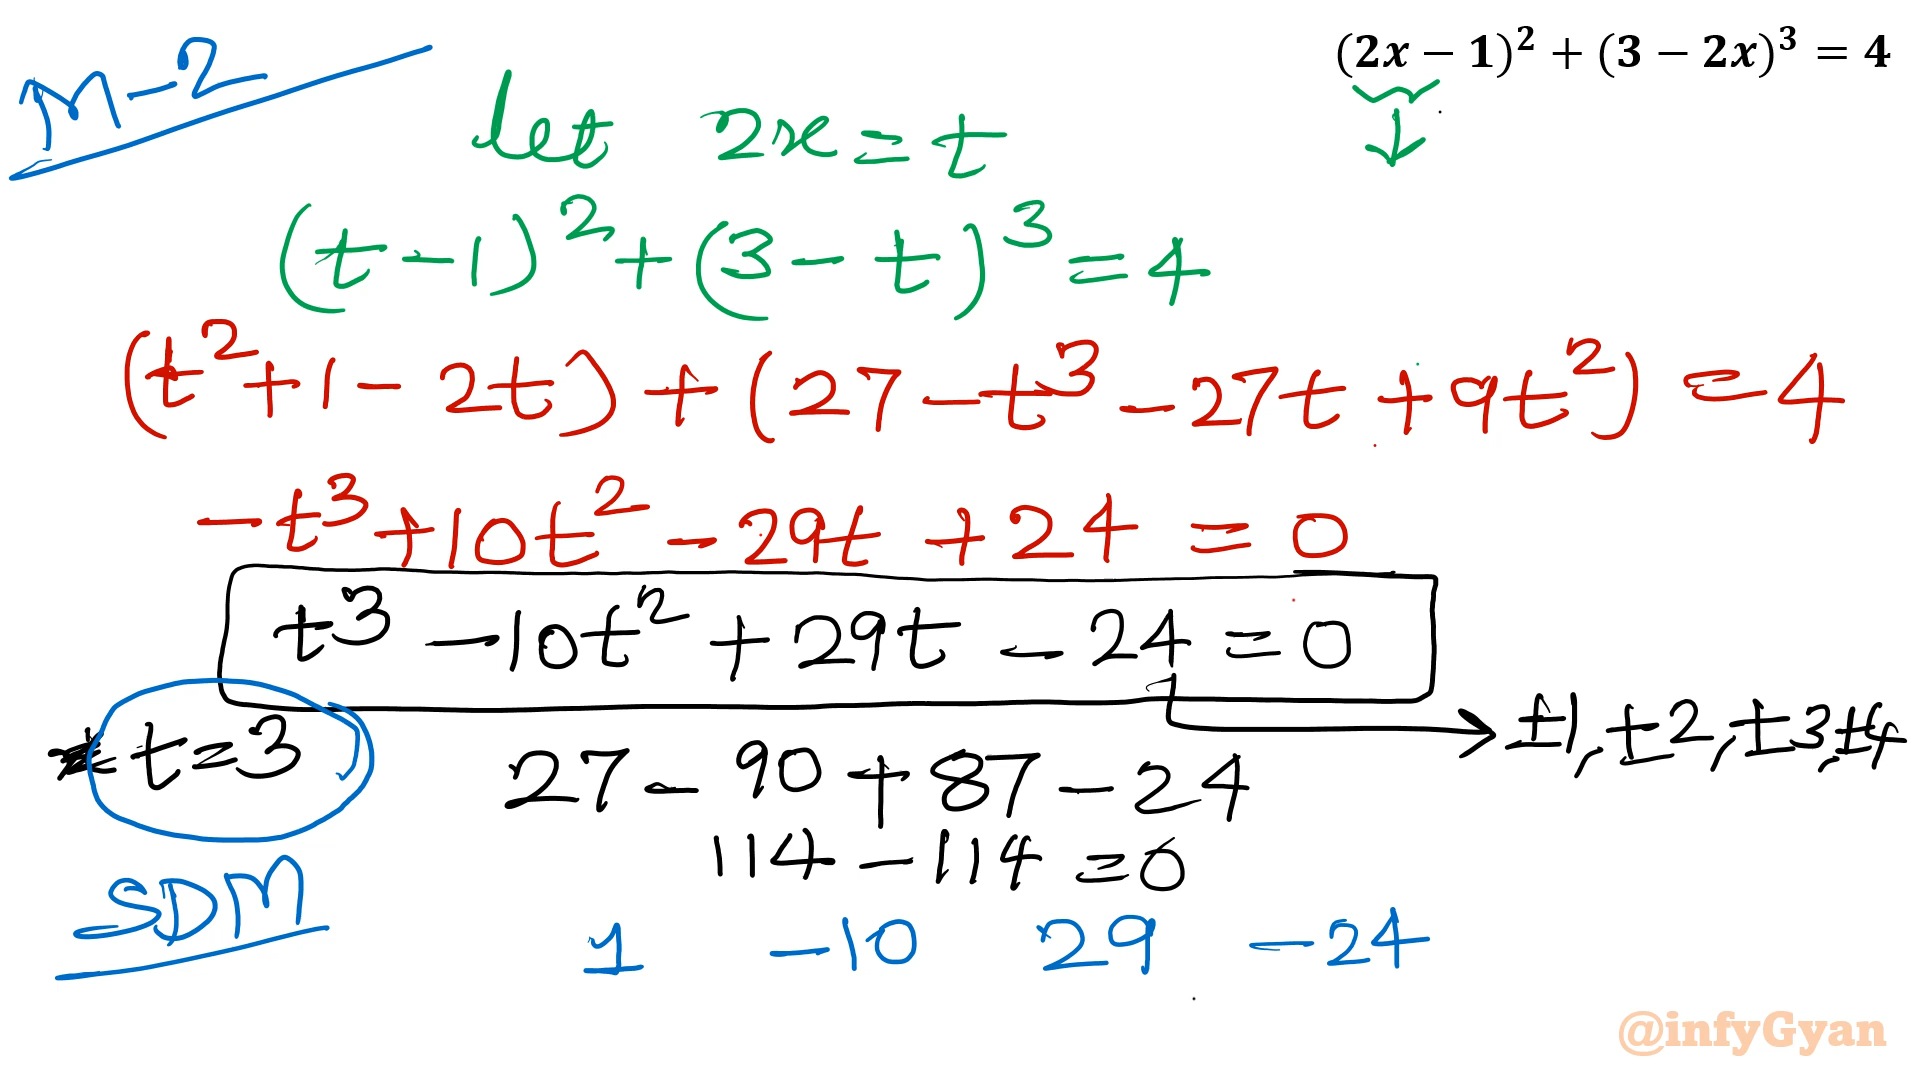 M-2
(2x − 1)² + (3 − 2x)³ = 4
let 2x = t
(t-1)² + (3-t)³ = 4
(t²+1-2t) + (27-t³-27t+9t²) = 4
-t³+10t²-29t+24 = 0
t³-10t²+29t-24 = 0
±1, ±2, ±3, ±4
t=3
27-90+87-24
114-114=0
SDM
1 -10 29 -24
@infyGyan